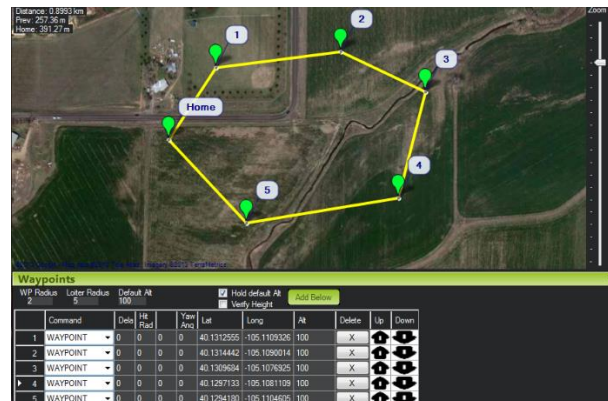 Distance: 0.8993 km
Prev: 257.36 m
Home: 391.27 m
Zoom
1
2
3
Home
4
5
Waypoints
WP Radius Loiter Radius Default Alt
2 5 100
Hold default Alt
Verify Height
Add Below
Command Dela Hit Rad Yaw Ang Lat Long Alt Delete Up Down
1 WAYPOINT 0 0 0 40.1312555 -105.1109326 100 X
2 WAYPOINT 0 0 0 40.1314442 -105.1090014 100 X
3 WAYPOINT 0 0 0 40.1309684 -105.1076925 100 X
4 WAYPOINT 0 0 0 40.1297133 -105.1081109 100 X
5 WAYPOINT 0 0 0 40.1294180 -105.1104605 100 X